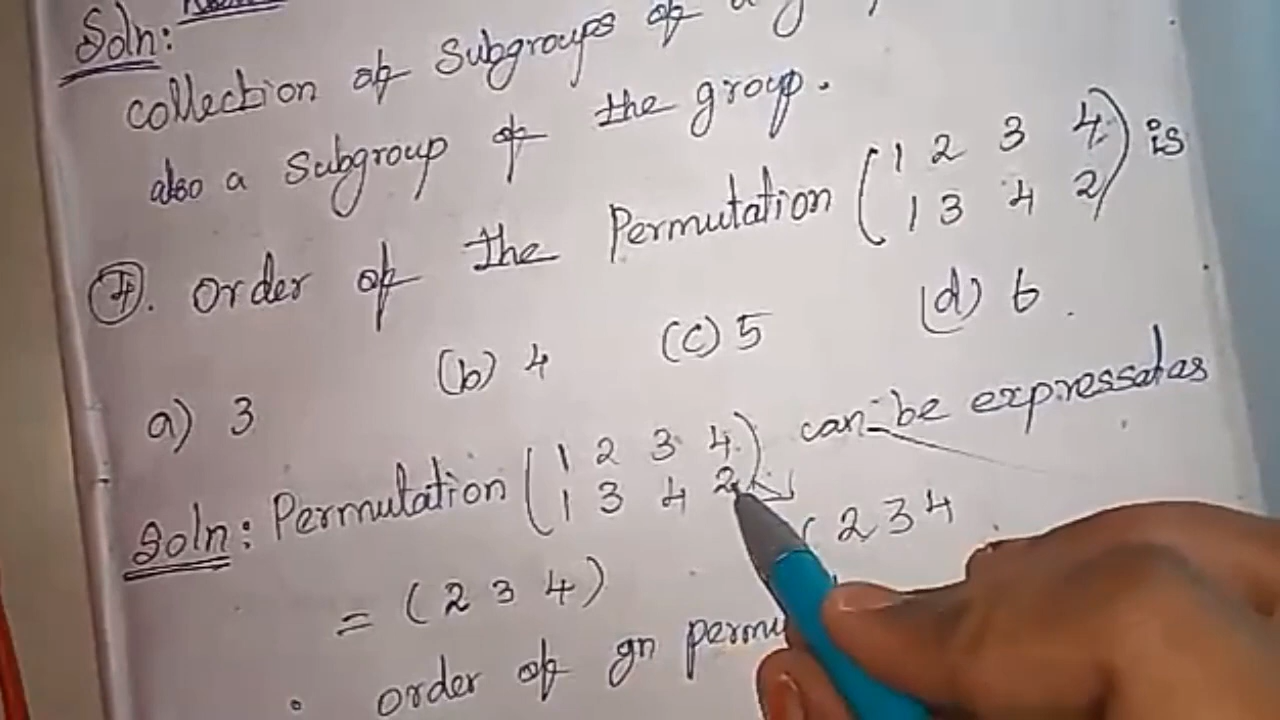 Soln:
collection of subgroups of a
also a subgroup of the group.
7. Order of the Permutation (1 2 3 4 is
1 3 4 2)
a) 3 (b) 4 (c) 5 (d) 6.
Soln: Permutation (1 2 3 4) can be expressed as
1 3 4 2
= (2 3 4) (2 3 4
∴ order of gn permu